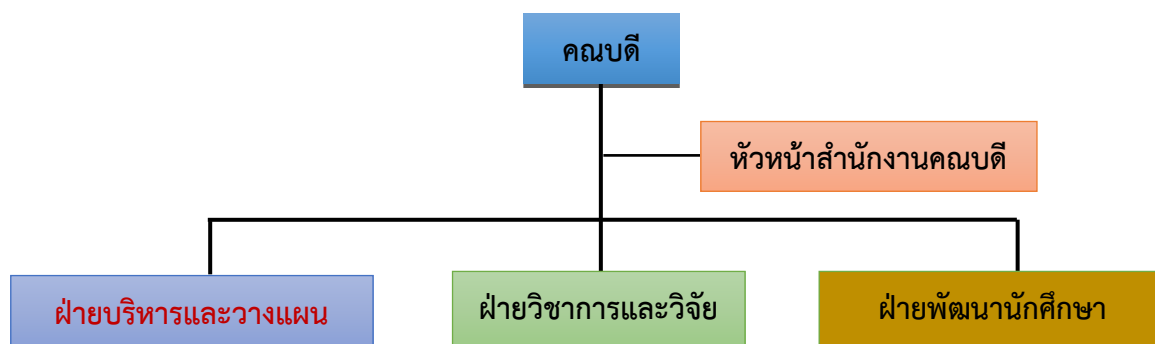 คณบดี
หัวหน้าสำนักงานคณบดี
ฝ่ายบริหารและวางแผน
ฝ่ายวิชาการและวิจัย
ฝ่ายพัฒนานักศึกษา